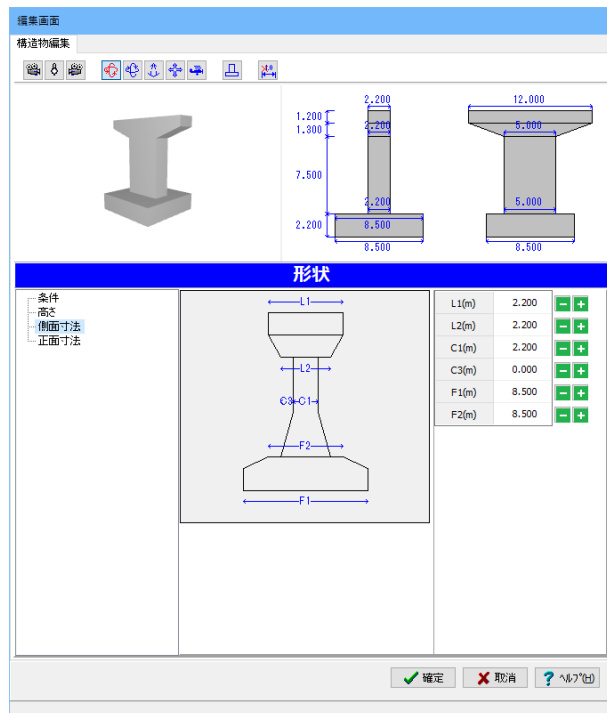 編集画面
構造物編集
2.200
12.000
1.200
1.300
2.200
5.000
7.500
2.200
5.000
2.200
8.500
8.500
8.500
形状
条件
高さ
側面寸法
正面寸法
L1
L2
C3
C1
F2
F1
L1(m) 2.200
L2(m) 2.200
C1(m) 2.200
C3(m) 0.000
F1(m) 8.500
F2(m) 8.500
確定
取消
? ﾍﾙﾌﾟ(H)